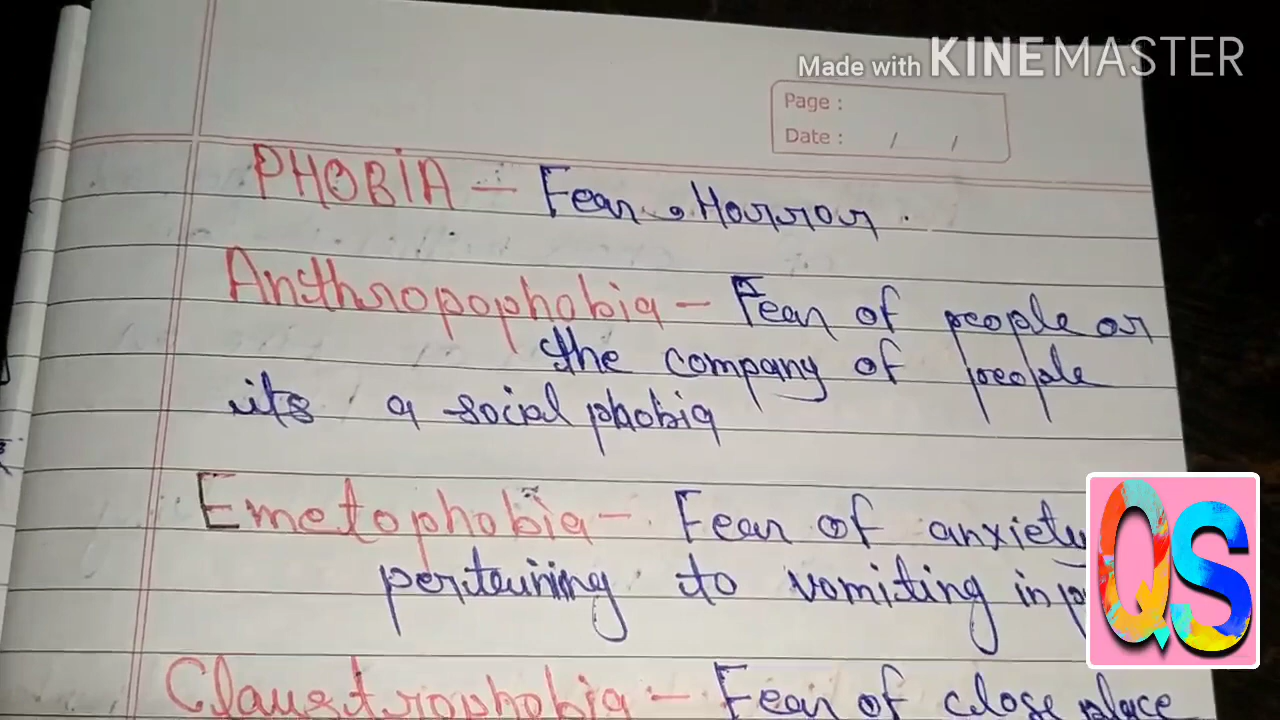 Made with KINEMASTER
Page :
Date : / /
PHOBIA – Fear, Horror.
Anthropophobia – Fear of people or
the company of people
its a social phobia
Emetophobia – Fear of anxiety
pertaining to vomiting in
QS
Claustrophobia – Fear of close place